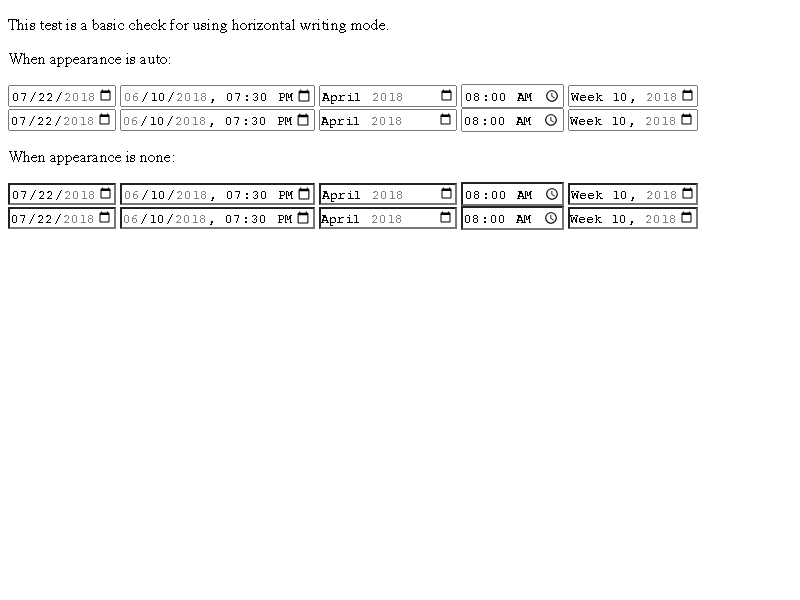 This test is a basic check for using horizontal writing mode.
When appearance is auto:
07/22/2018 06/10/2018, 07:30 PM April 2018 08:00 AM Week 10, 2018
07/22/2018 06/10/2018, 07:30 PM April 2018 08:00 AM Week 10, 2018
When appearance is none:
07/22/2018 06/10/2018, 07:30 PM April 2018 08:00 AM Week 10, 2018
07/22/2018 06/10/2018, 07:30 PM April 2018 08:00 AM Week 10, 2018